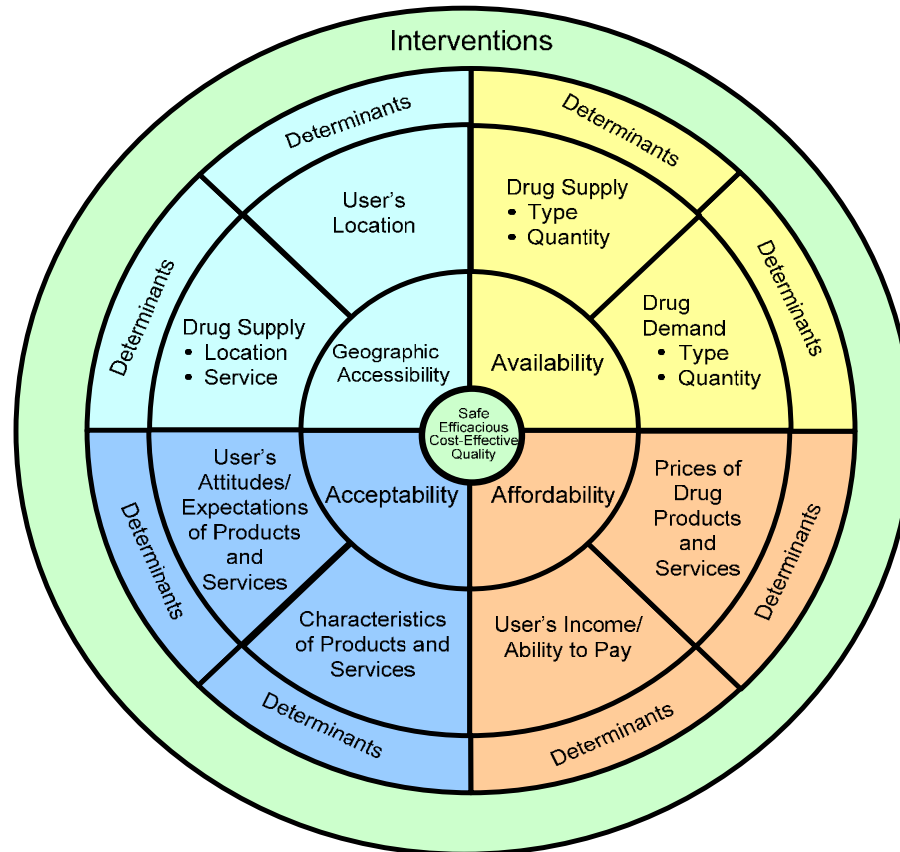 Interventions
Determinants
Determinants
User's
Location
Drug Supply
• Type
• Quantity
Determinants
Determinants
Drug Supply
• Location
• Service
Drug
Demand
• Type
• Quantity
Geographic
Accessibility
Availability
Safe
Efficacious
Cost-Effective
Quality
User's
Attitudes/
Expectations
of Products
and
Services
Acceptability
Affordability
Prices of
Drug
Products
and
Services
Determinants
Determinants
Characteristics
of Products and
Services
User's Income/
Ability to Pay
Determinants
Determinants